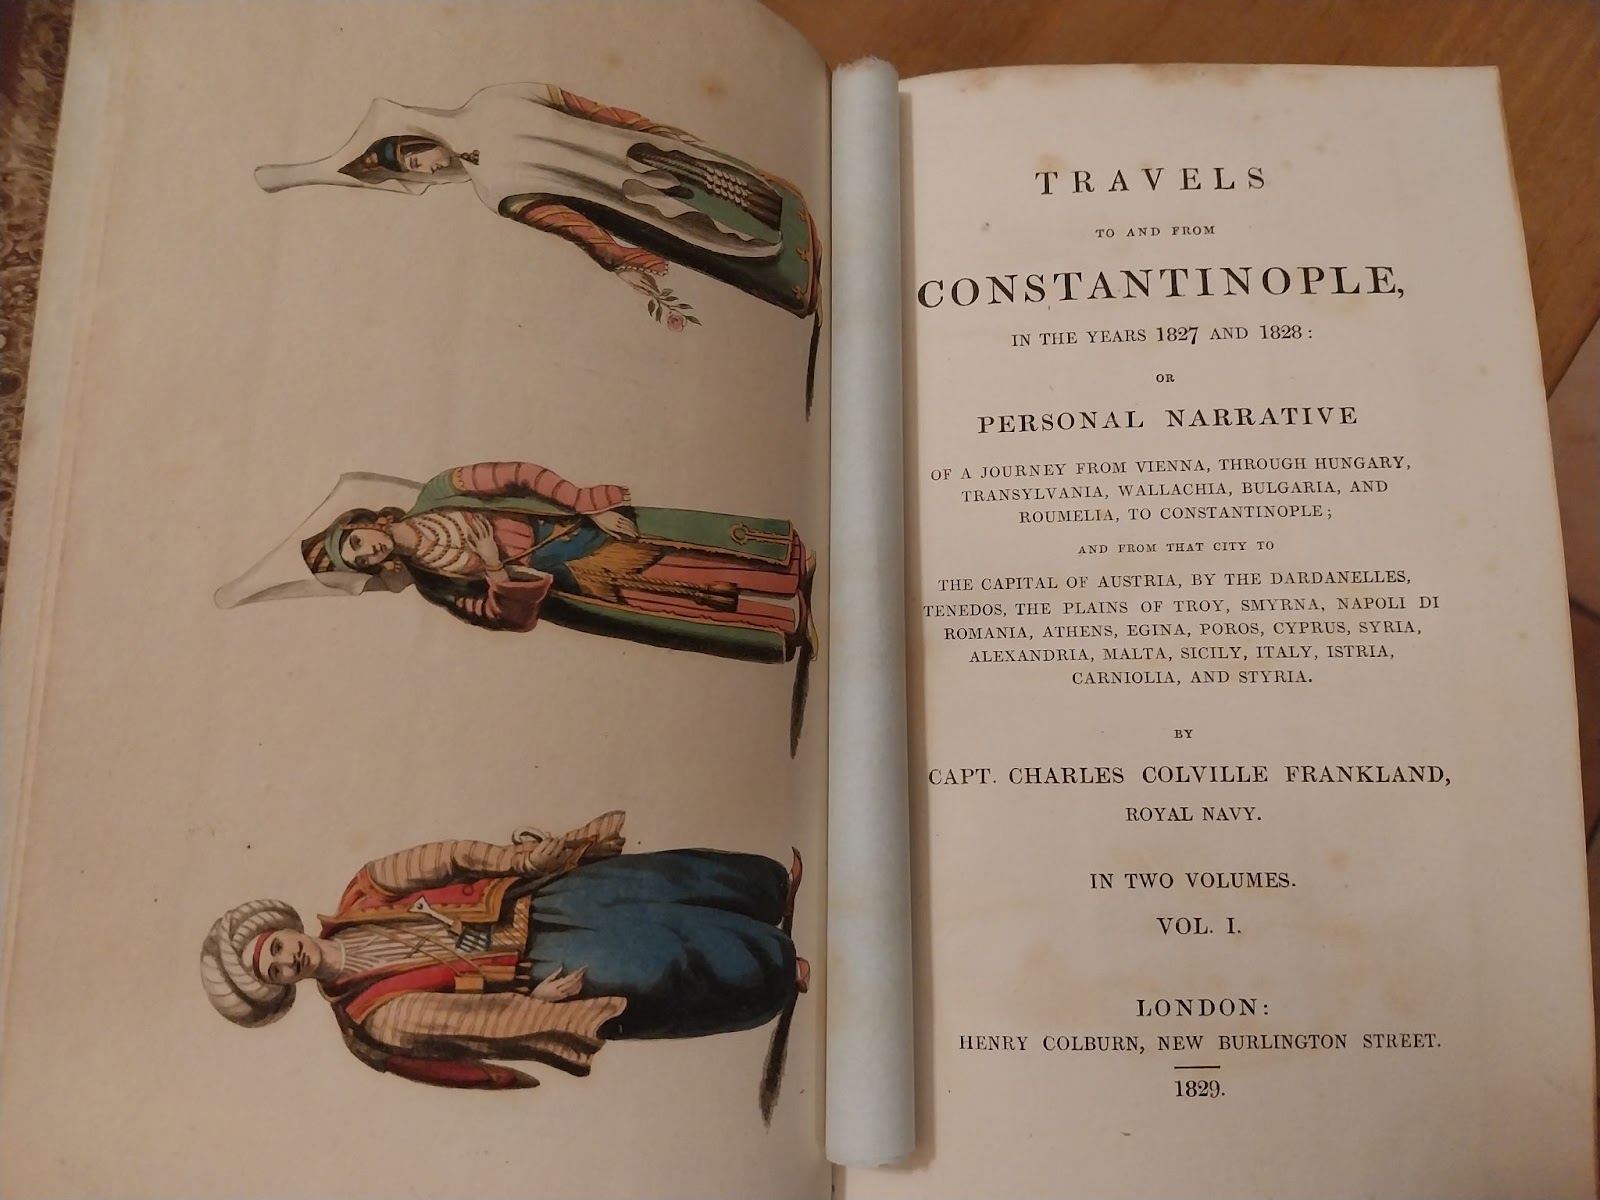 TRAVELS
TO AND FROM
CONSTANTINOPLE,
IN THE YEARS 1827 AND 1828:
OR
PERSONAL NARRATIVE
OF A JOURNEY FROM VIENNA, THROUGH HUNGARY,
TRANSYLVANIA, WALLACHIA, BULGARIA, AND
ROUMELIA, TO CONSTANTINOPLE;
AND FROM THAT CITY TO
THE CAPITAL OF AUSTRIA, BY THE DARDANELLES,
TENEDOS, THE PLAINS OF TROY, SMYRNA, NAPOLI DI
ROMANIA, ATHENS, EGINA, POROS, CYPRUS, SYRIA,
ALEXANDRIA, MALTA, SICILY, ITALY, ISTRIA,
CARNIOLIA, AND STYRIA.
BY
CAPT. CHARLES COLVILLE FRANKLAND,
ROYAL NAVY.
IN TWO VOLUMES.
VOL. I.
LONDON:
HENRY COLBURN, NEW BURLINGTON STREET.
1829.